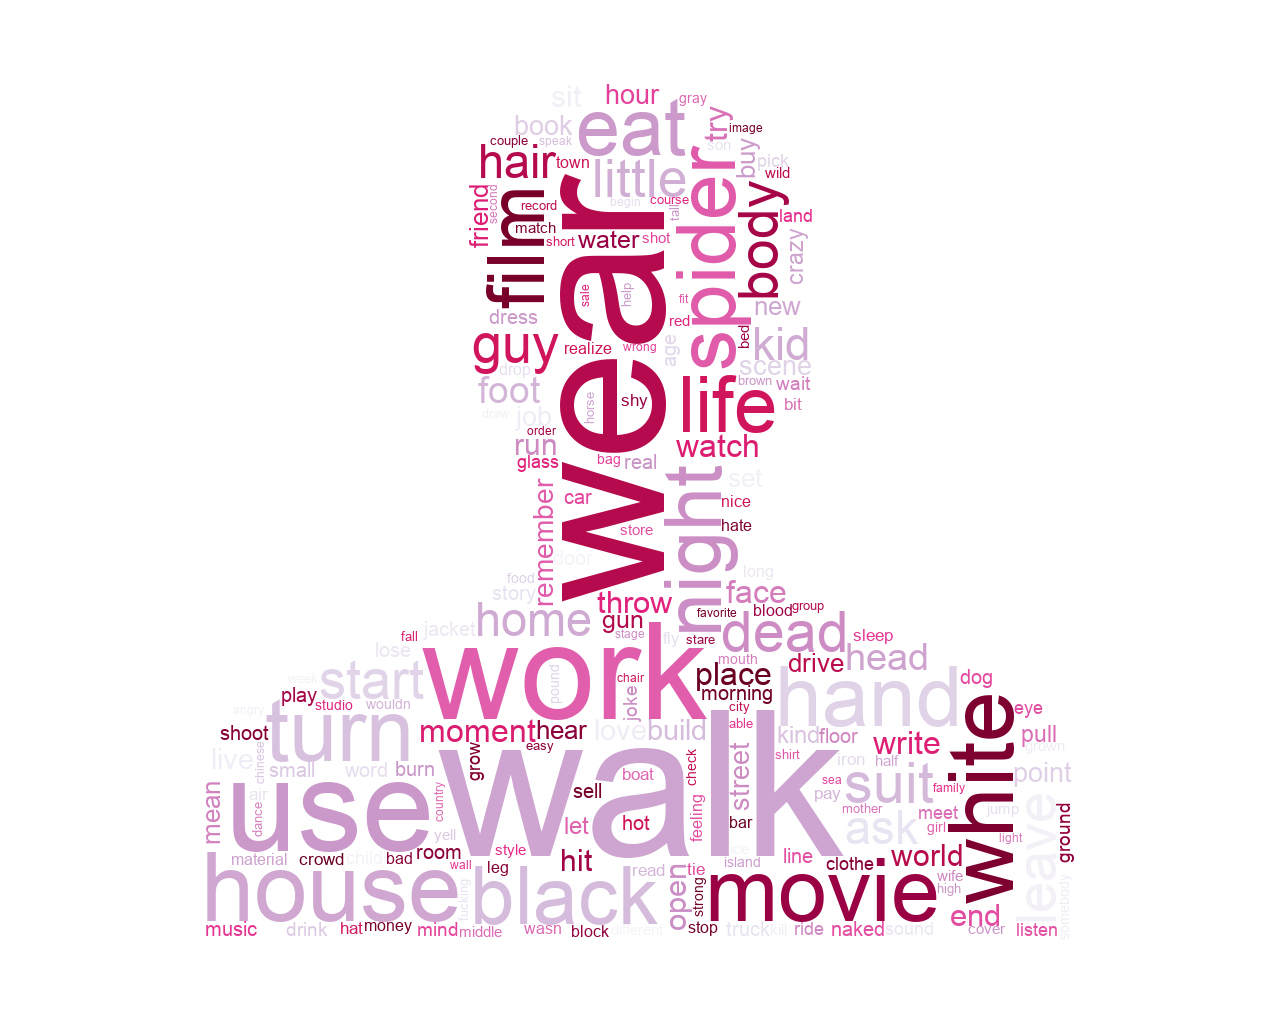 sit
hour
gray
book
eat
try
image
couple
speak
son
hair
town
little
buy
pick
wild
friend
second
film
record
begin
course
tall
spider
body
land
match
short
water
shot
crazy
wear
sale
help
fit
new
dress
red
bed
kid
guy
realize
wrong
age
scene
drop
brown
wait
foot
horse
shy
life
bit
draw
job
order
run
watch
glass
bag
real
set
remember
car
night
nice
store
hate
door
food
long
story
throw
face
favorite
blood
group
fall
jacket
home
gun
stage
fly
stare
dead
sleep
lose
work
mouth
drive
head
week
start
pound
chair
place
dog
play
studio
wouldn
joke
morning
hand
angry
city
white
eye
shoot
turn
moment
hear
love
build
able
kind
floor
write
pull
grown
live
chinese
small
word
burn
grow
easy
walk
check
street
shirt
iron
half
point
air
boat
sea
suit
family
mean
dance
use
country
sell
feeling
pay
mother
meet
jump
leave
ground
yell
let
hot
bar
ask
girl
light
material
crowd
child
bad
room
style
hit
ice
line
clothe
world
wall
leg
read
island
tie
wife
house
fucking
black
open
strong
movie
high
end
somebody
music
drink
hat
money
mind
middle
wash
block
different
stop
truck
kill
ride
naked
sound
cover
listen